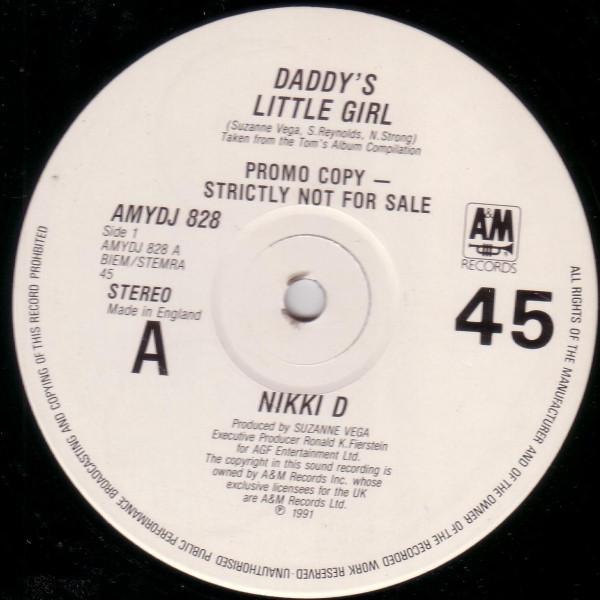 DADDY'S
LITTLE GIRL
(Suzanne Vega, S.Reynolds, N.Strong)
Taken from the Tom's Album Compilation
PROMO COPY —
STRICTLY NOT FOR SALE
AMYDJ 828
Side 1
AMYDJ 828 A
BIEM/STEMRA
45
STEREO
Made in England
A
A&M
RECORDS
45
NIKKI D
Produced by SUZANNE VEGA
Executive Producer Ronald K.Fierstein
for AGF Entertainment Ltd.
The copyright in this sound recording is
owned by A&M Records Inc. whose
exclusive licensees for the UK
are A&M Records Ltd.
℗ 1991
ALL RIGHTS OF THE MANUFACTURER AND OF THE OWNER OF THE RECORDED WORK RESERVED·UNAUTHORISED PUBLIC PERFORMANCE BROADCASTING AND COPYING OF THIS RECORD PROHIBITED